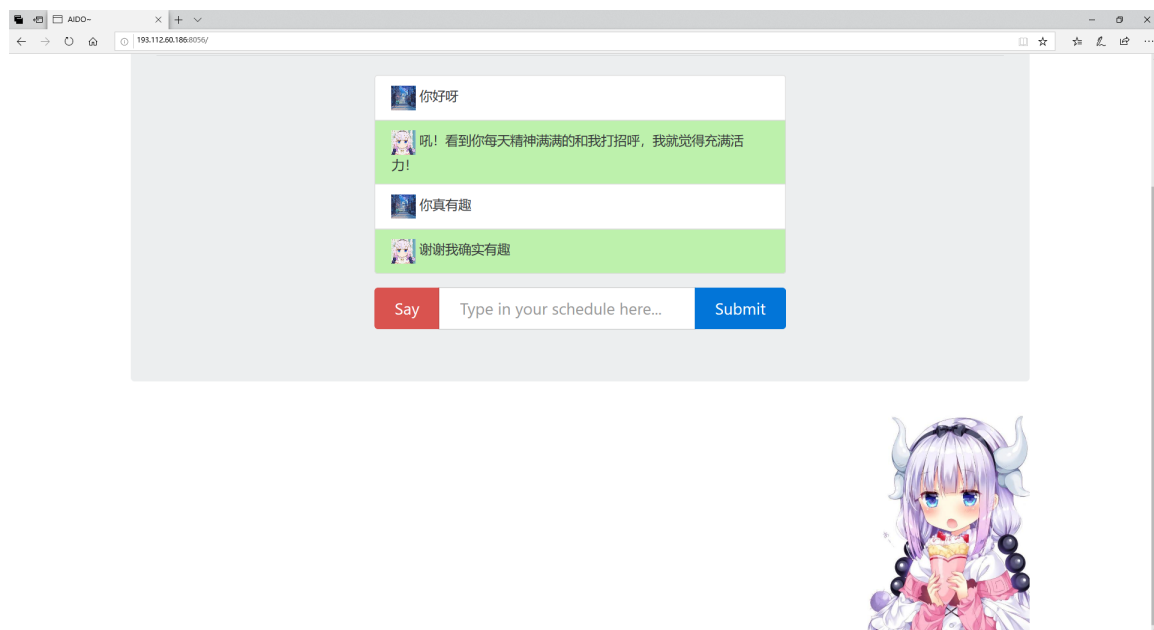 AIDO~
193.112.60.186:8056/
你好呀
吼！看到你每天精神满满的和我打招呼，我就觉得充满活
力！
你真有趣
谢谢我确实有趣
Say Type in your schedule here... Submit